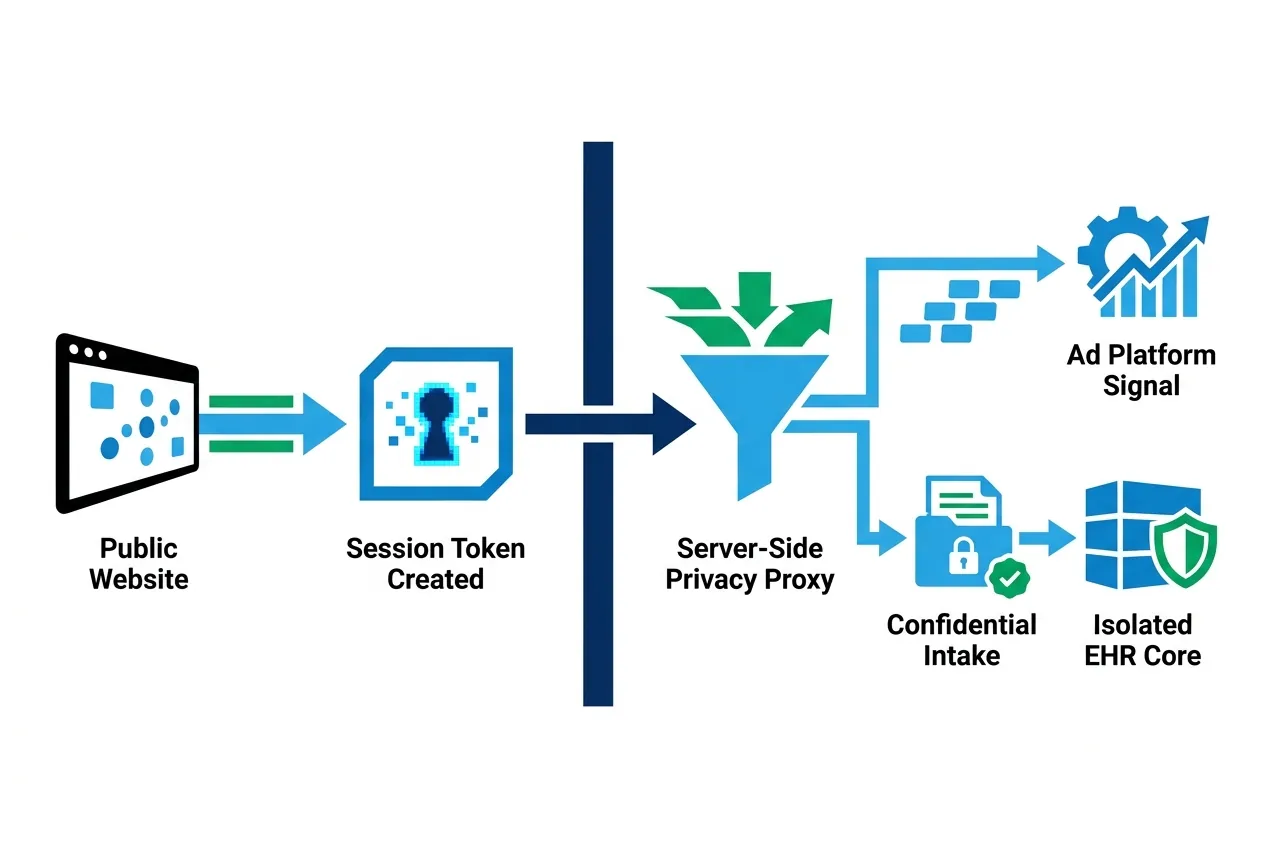 Public
Website
Session Token
Created
Server-Side
Privacy Proxy
Ad Platform
Signal
Confidential
Intake
Isolated
EHR Core